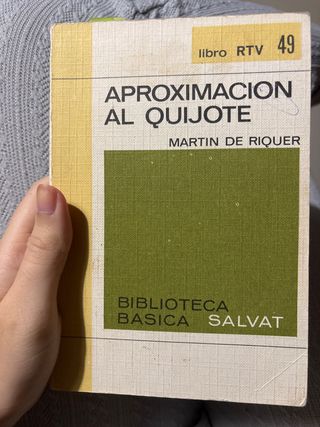 libro RTV 49
APROXIMACION
AL QUIJOTE
MARTIN DE RIQUER
BIBLIOTECA
BASICA SALVAT